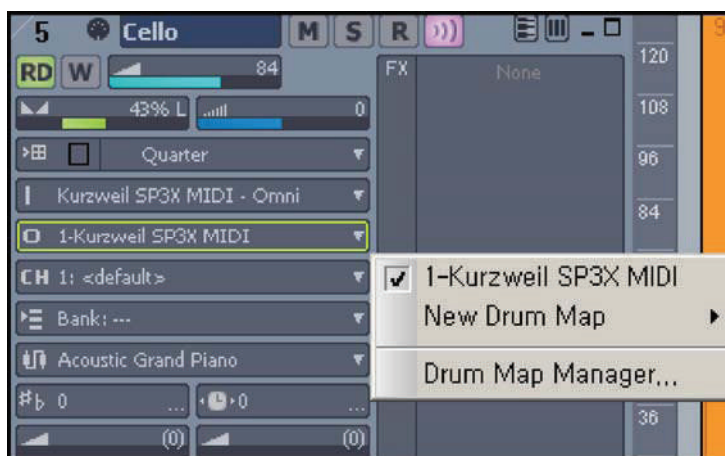 5 Cello M S R
RD W 84 FX None
43% L 0
Quarter
Kurzweil SP3X MIDI - Omni
1-Kurzweil SP3X MIDI
CH 1: <default>
Bank: ---
Acoustic Grand Piano
#b 0 ... 0 ...
(0) (0)
1-Kurzweil SP3X MIDI
New Drum Map
Drum Map Manager...
120
108
96
84
36